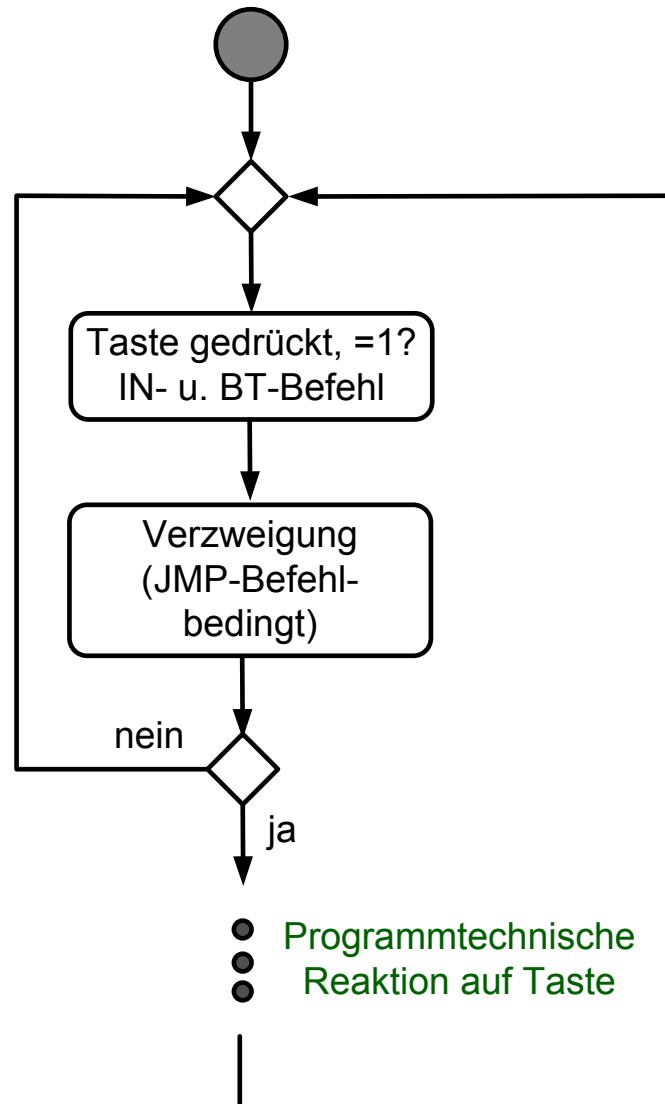 Taste gedrückt, =1?
IN- u. BT-Befehl
Verzweigung
(JMP-Befehl-
bedingt)
nein
ja
Programmtechnische
Reaktion auf Taste